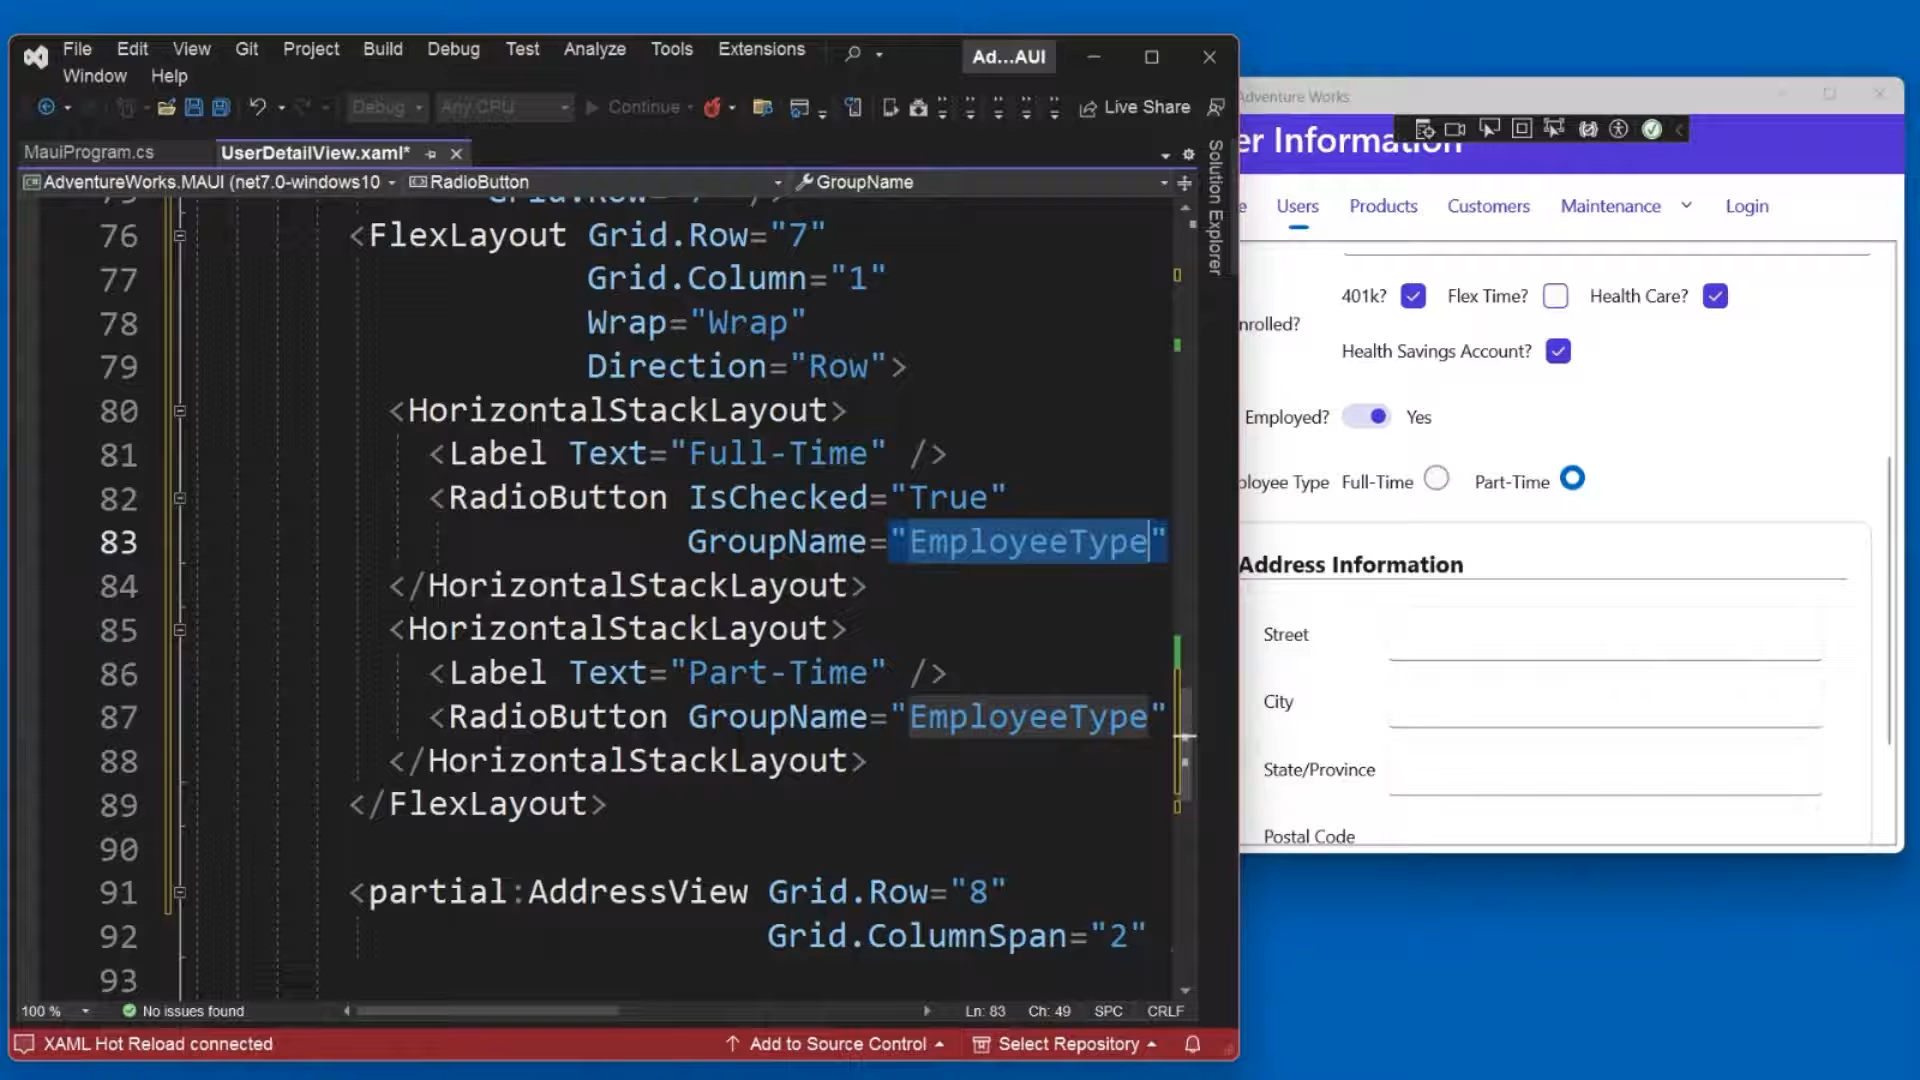 File Edit View Git Project Build Debug Test Analyze Tools Extensions
Ad...AUI
Window Help
Debug Any CPU Continue Live Share
MauiProgram.cs UserDetailView.xaml*
AdventureWorks.MAUI (net7.0-windows10 RadioButton GroupName
Solution Explorer
76 <FlexLayout Grid.Row="7"
77 Grid.Column="1"
78 Wrap="Wrap"
79 Direction="Row">
80 <HorizontalStackLayout>
81 <Label Text="Full-Time" />
82 <RadioButton IsChecked="True"
83 GroupName="EmployeeType"
84 </HorizontalStackLayout>
85 <HorizontalStackLayout>
86 <Label Text="Part-Time" />
87 <RadioButton GroupName="EmployeeType"
88 </HorizontalStackLayout>
89 </FlexLayout>
90
91 <partial:AddressView Grid.Row="8"
92 Grid.ColumnSpan="2"
93
100 % No issues found Ln: 83 Ch: 49 SPC CRLF
XAML Hot Reload connected Add to Source Control Select Repository
Adventure Works
er Information
e Users Products Customers Maintenance Login
401k? Flex Time? Health Care?
nrolled?
Health Savings Account?
Employed? Yes
ployee Type Full-Time Part-Time
Address Information
Street
City
State/Province
Postal Code